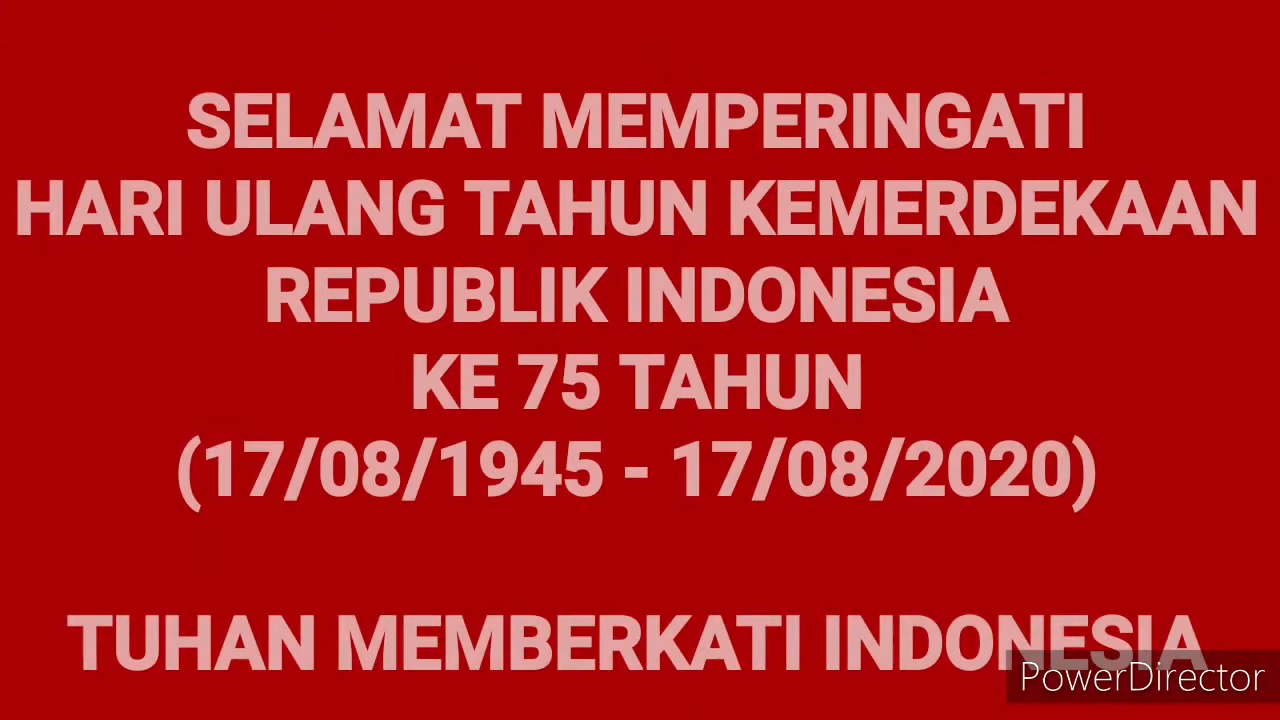 SELAMAT MEMPERINGATI
HARI ULANG TAHUN KEMERDEKAAN
REPUBLIK INDONESIA
KE 75 TAHUN
(17/08/1945 - 17/08/2020)
TUHAN MEMBERKATI INDONESIA
PowerDirector